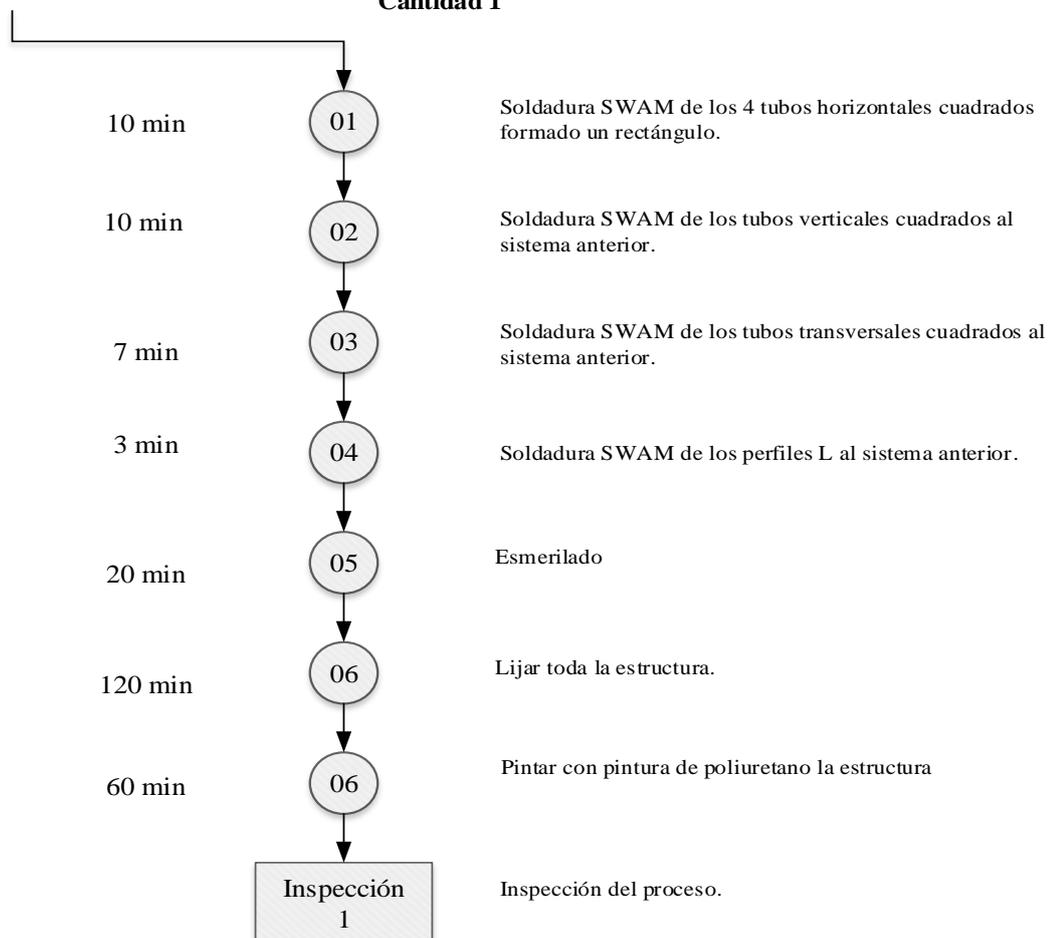 Cantidad 1
10 min
01
Soldadura SWAM de los 4 tubos horizontales cuadrados
formado un rectángulo.
10 min
02
Soldadura SWAM de los tubos verticales cuadrados al
sistema anterior.
7 min
03
Soldadura SWAM de los tubos transversales cuadrados al
sistema anterior.
3 min
04
Soldadura SWAM de los perfiles L al sistema anterior.
20 min
05
Esmerilado
120 min
06
Lijar toda la estructura.
60 min
06
Pintar con pintura de poliuretano la estructura
Inspección
1
Inspección del proceso.